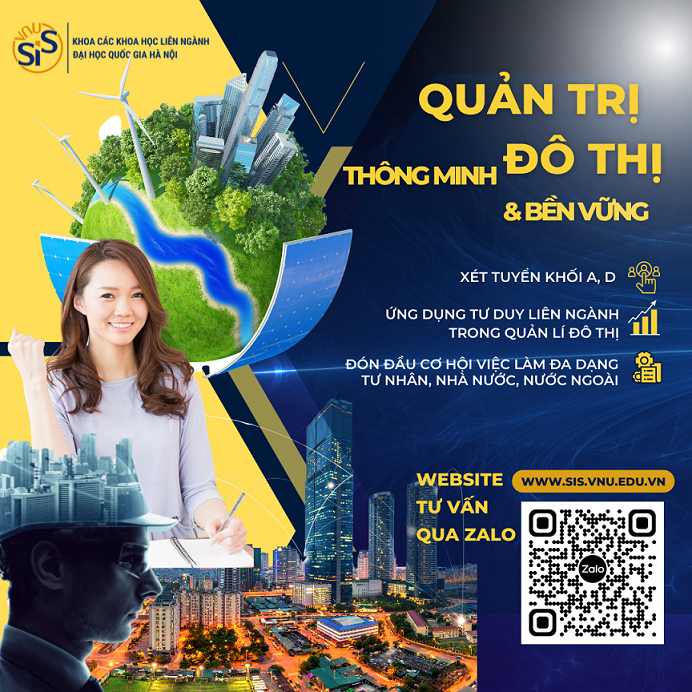 VNU
SiS
KHOA CÁC KHOA HỌC LIÊN NGÀNH
ĐẠI HỌC QUỐC GIA HÀ NỘI
QUẢN TRỊ
THÔNG MINH ĐÔ THỊ
& BỀN VỮNG
XÉT TUYỂN KHỐI A, D
ỨNG DỤNG TƯ DUY LIÊN NGÀNH
TRONG QUẢN LÍ ĐÔ THỊ
ĐÓN ĐẦU CƠ HỘI VIỆC LÀM ĐA DẠNG
TƯ NHÂN, NHÀ NƯỚC, NƯỚC NGOÀI
WEBSITE WWW.SIS.VNU.EDU.VN
TƯ VẤN
QUA ZALO
Zalo